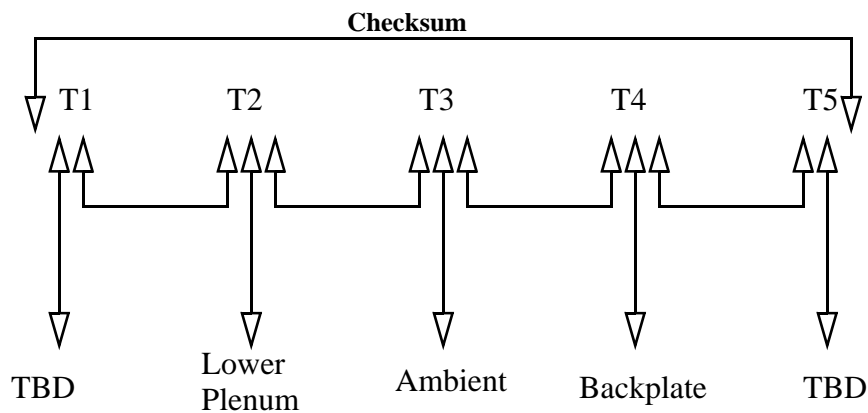 Checksum
T1
T2
T3
T4
T5
TBD
Lower
Plenum
Ambient
Backplate
TBD